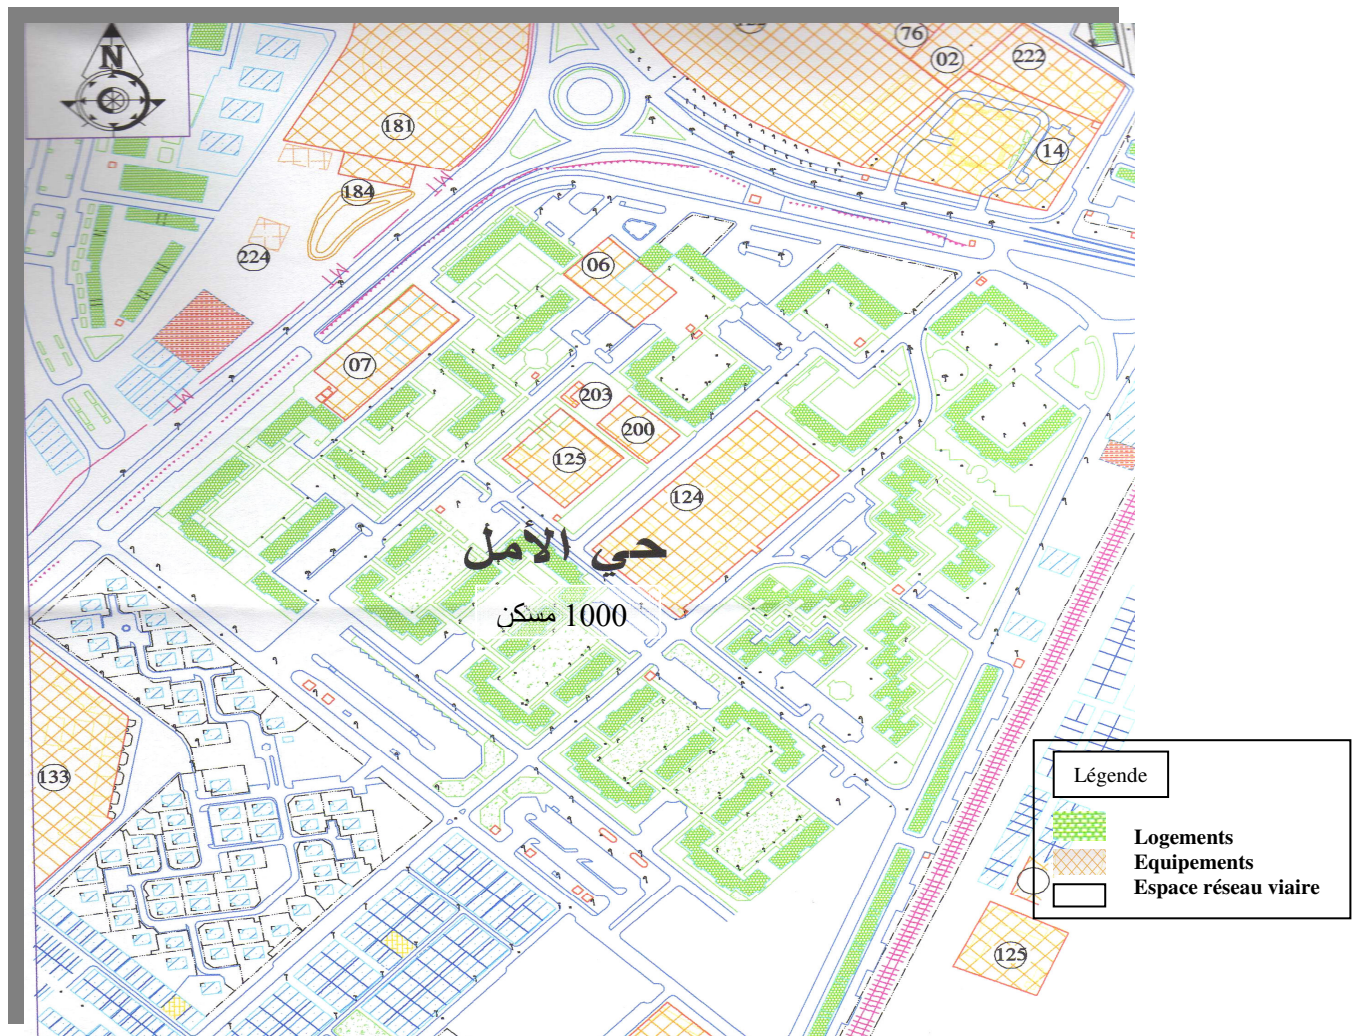 N
76
02
222
181
14
184
224
06
07
203
200
125
124
حي الأمل
1000 مسكن
133
Légende
Logements
Equipements
Espace réseau viaire
125